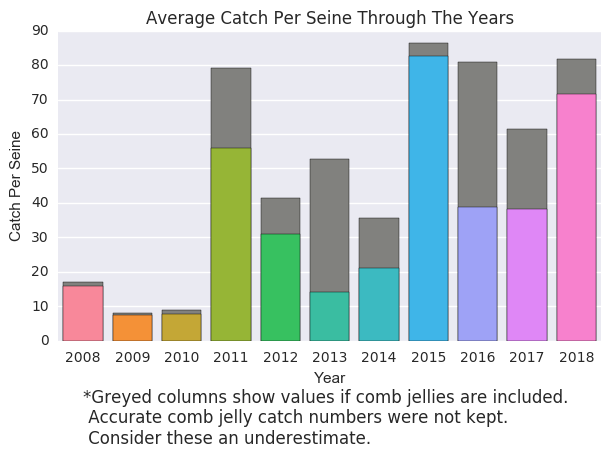 Average Catch Per Seine Through The Years
90
80
70
60
50
40
30
20
10
0
Catch Per Seine
2008 2009 2010 2011 2012 2013 2014 2015 2016 2017 2018
Year
*Greyed columns show values if comb jellies are included.
Accurate comb jelly catch numbers were not kept.
Consider these an underestimate.